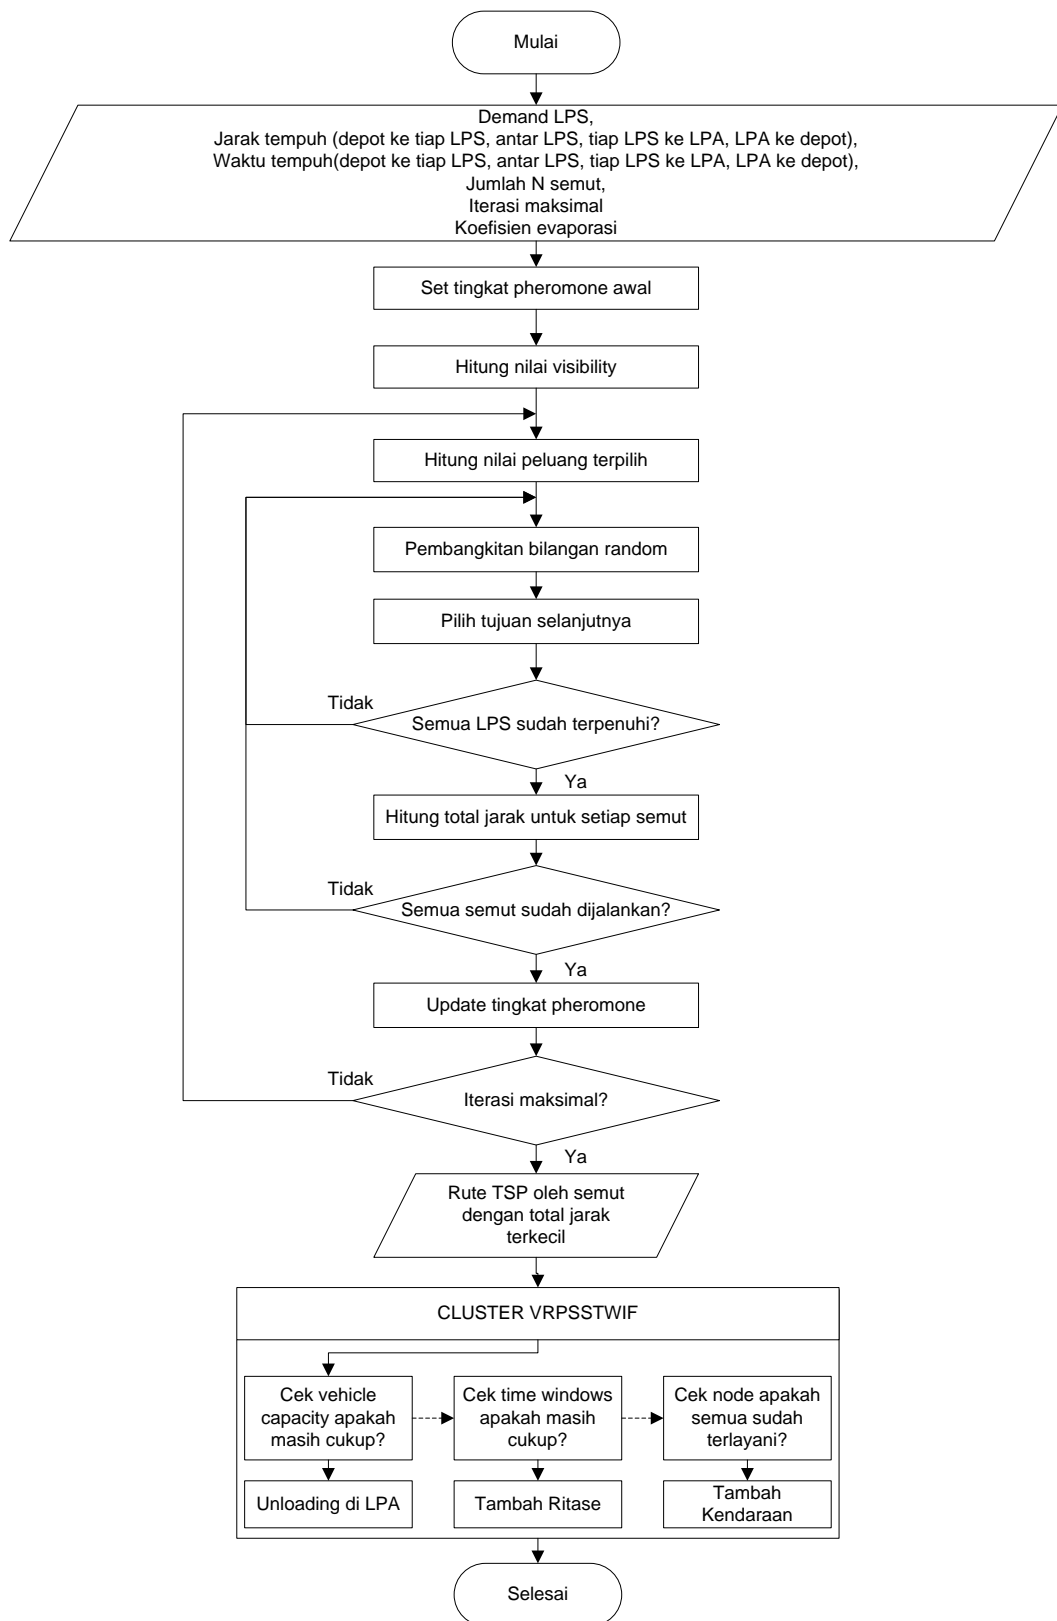 Mulai
Demand LPS,
Jarak tempuh (depot ke tiap LPS, antar LPS, tiap LPS ke LPA, LPA ke depot),
Waktu tempuh(depot ke tiap LPS, antar LPS, tiap LPS ke LPA, LPA ke depot),
Jumlah N semut,
Iterasi maksimal
Koefisien evaporasi
Set tingkat pheromone awal
Hitung nilai visibility
Hitung nilai peluang terpilih
Pembangkitan bilangan random
Pilih tujuan selanjutnya
Tidak
Semua LPS sudah terpenuhi?
Ya
Hitung total jarak untuk setiap semut
Tidak
Semua semut sudah dijalankan?
Ya
Update tingkat pheromone
Tidak
Iterasi maksimal?
Ya
Rute TSP oleh semut
dengan total jarak
terkecil
CLUSTER VRPSSTWIF
Cek vehicle
capacity apakah
masih cukup?
Cek time windows
apakah masih
cukup?
Cek node apakah
semua sudah
terlayani?
Unloading di LPA
Tambah Ritase
Tambah
Kendaraan
Selesai